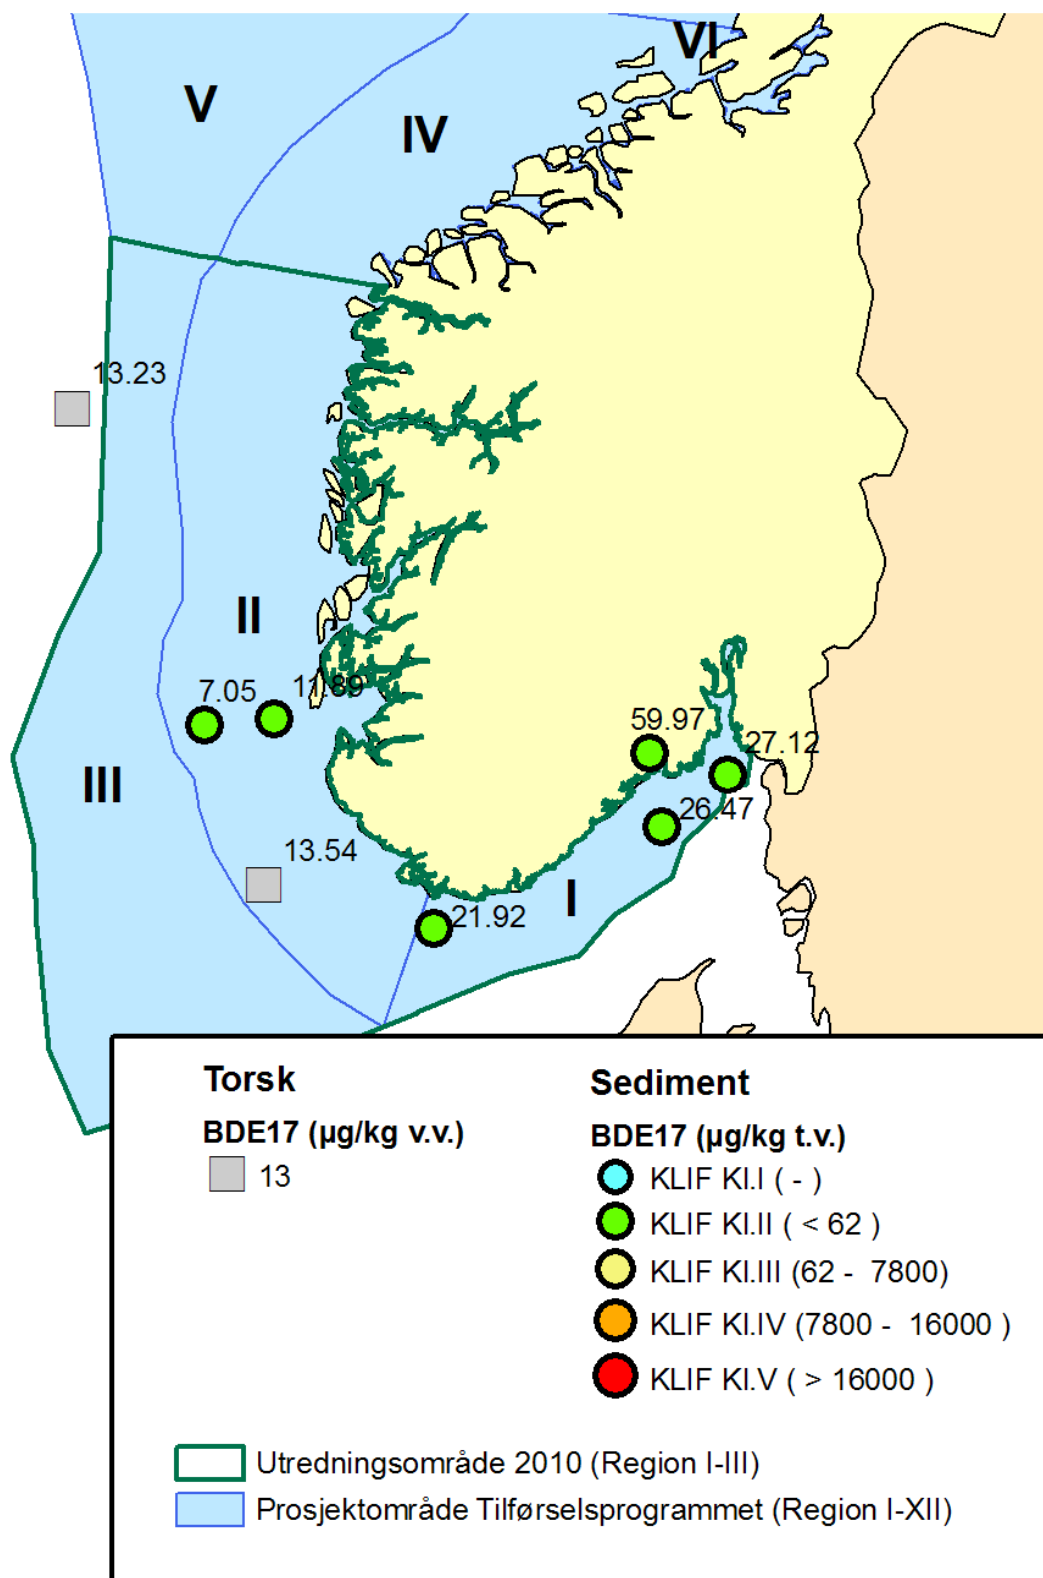 VI
V
IV
13.23
II
7.05
11.89
59.97
27.12
III
26.47
13.54
I
21.92
Torsk
BDE17 (µg/kg v.v.)
13
Sediment
BDE17 (µg/kg t.v.)
KLIF Kl.I ( - )
KLIF Kl.II ( < 62 )
KLIF Kl.III (62 - 7800)
KLIF Kl.IV (7800 - 16000 )
KLIF Kl.V ( > 16000 )
Utredningsområde 2010 (Region I-III)
Prosjektområde Tilførselsprogrammet (Region I-XII)